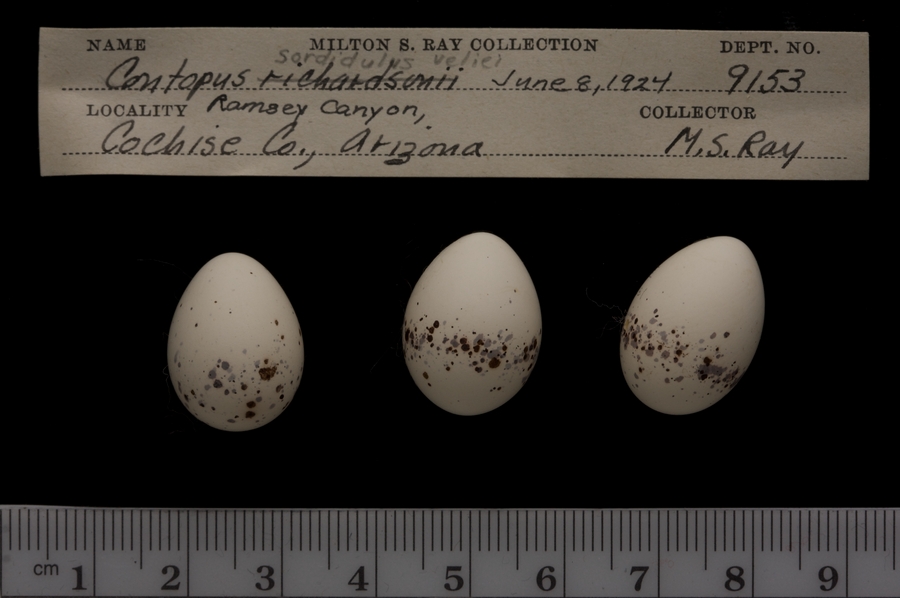 NAME MILTON S. RAY COLLECTION DEPT. NO.
sordidulus veliei
Contopus richardsonii June 8, 1924 9153
LOCALITY Ramsey Canyon, COLLECTOR
Cochise Co., Arizona M.S. Ray
cm 1 2 3 4 5 6 7 8 9